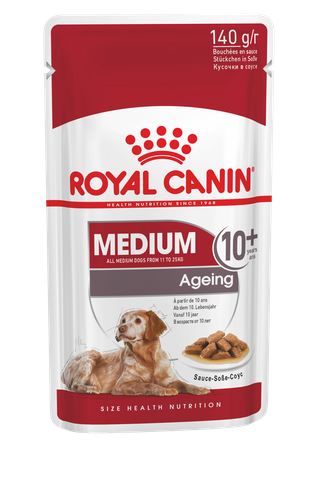 140 g/г
Bouchées en sauce
Stückchen in Soße
Кусочки в соусе
ROYAL CANIN
HEALTH NUTRITION SINCE 1968
MEDIUM
ALL MEDIUM DOGS FROM 11 TO 25KG
10+
years
ans
Ageing
À partir de 10 ans
Ab dem 10. Lebensjahr
Vanaf 10 jaar
В возрасте от 10 лет
Sauce-Soße-Соус
SIZE HEALTH NUTRITION